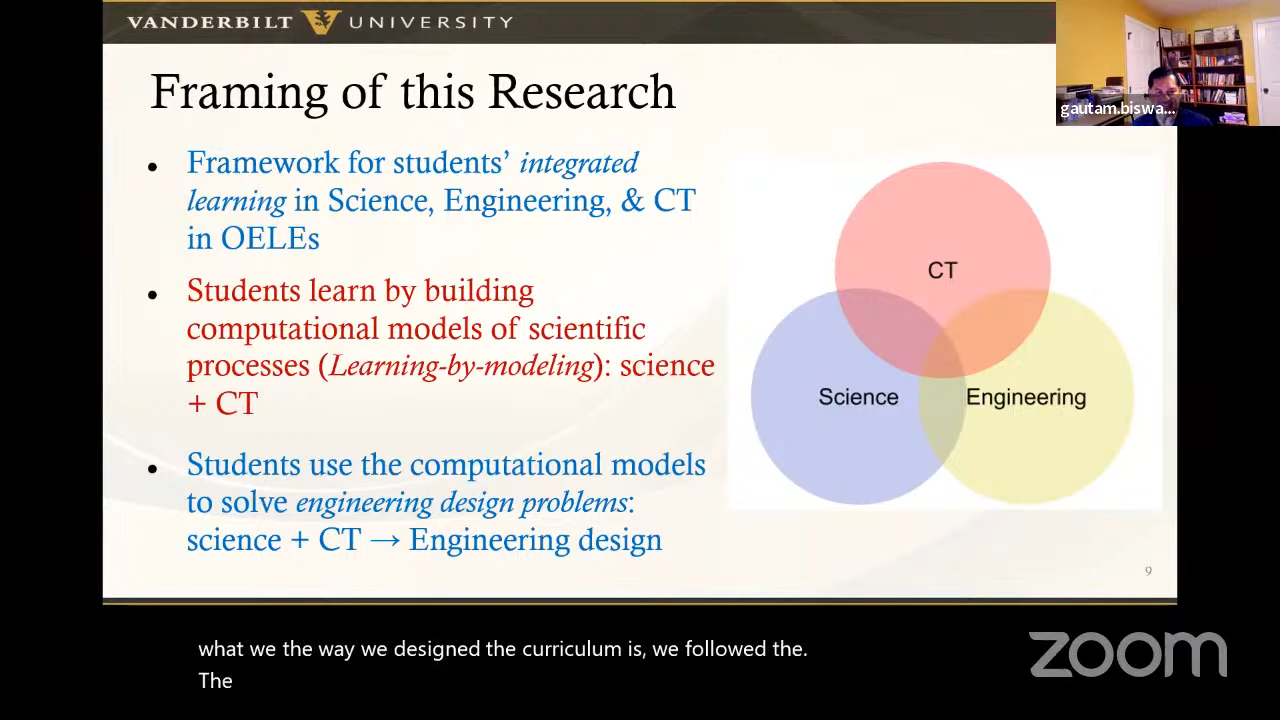 VANDERBILT UNIVERSITY
gautam.biswa...
Framing of this Research
• Framework for students’ integrated
learning in Science, Engineering, & CT
in OELEs
• Students learn by building
computational models of scientific
processes (Learning-by-modeling): science
+ CT
• Students use the computational models
to solve engineering design problems:
science + CT → Engineering design
CT
Science
Engineering
9
what we the way we designed the curriculum is, we followed the.
The
zoom